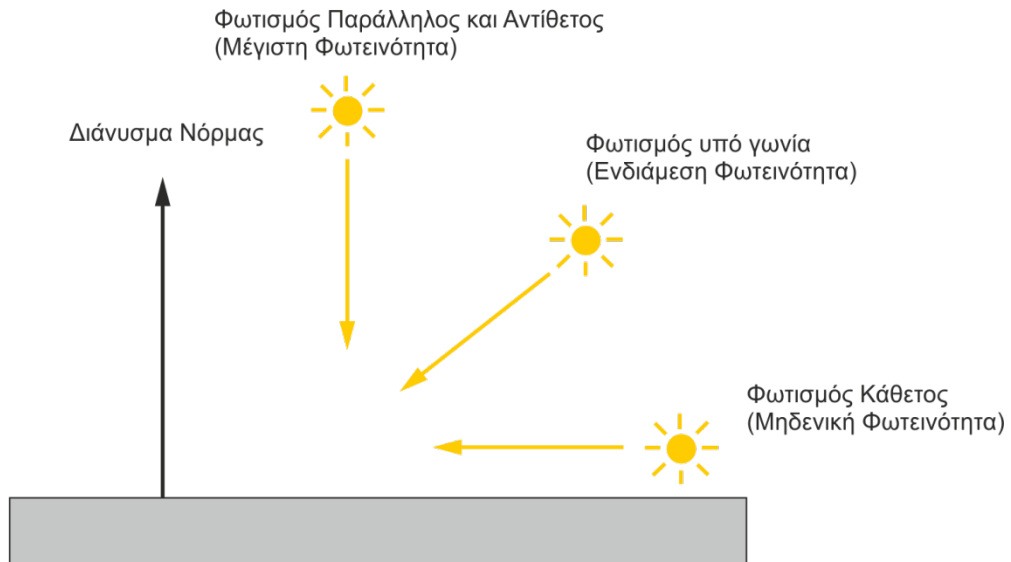 Φωτισμός Παράλληλος και Αντίθετος
(Μέγιστη Φωτεινότητα)
Διάνυσμα Νόρμας
Φωτισμός υπό γωνία
(Ενδιάμεση Φωτεινότητα)
Φωτισμός Κάθετος
(Μηδενική Φωτεινότητα)